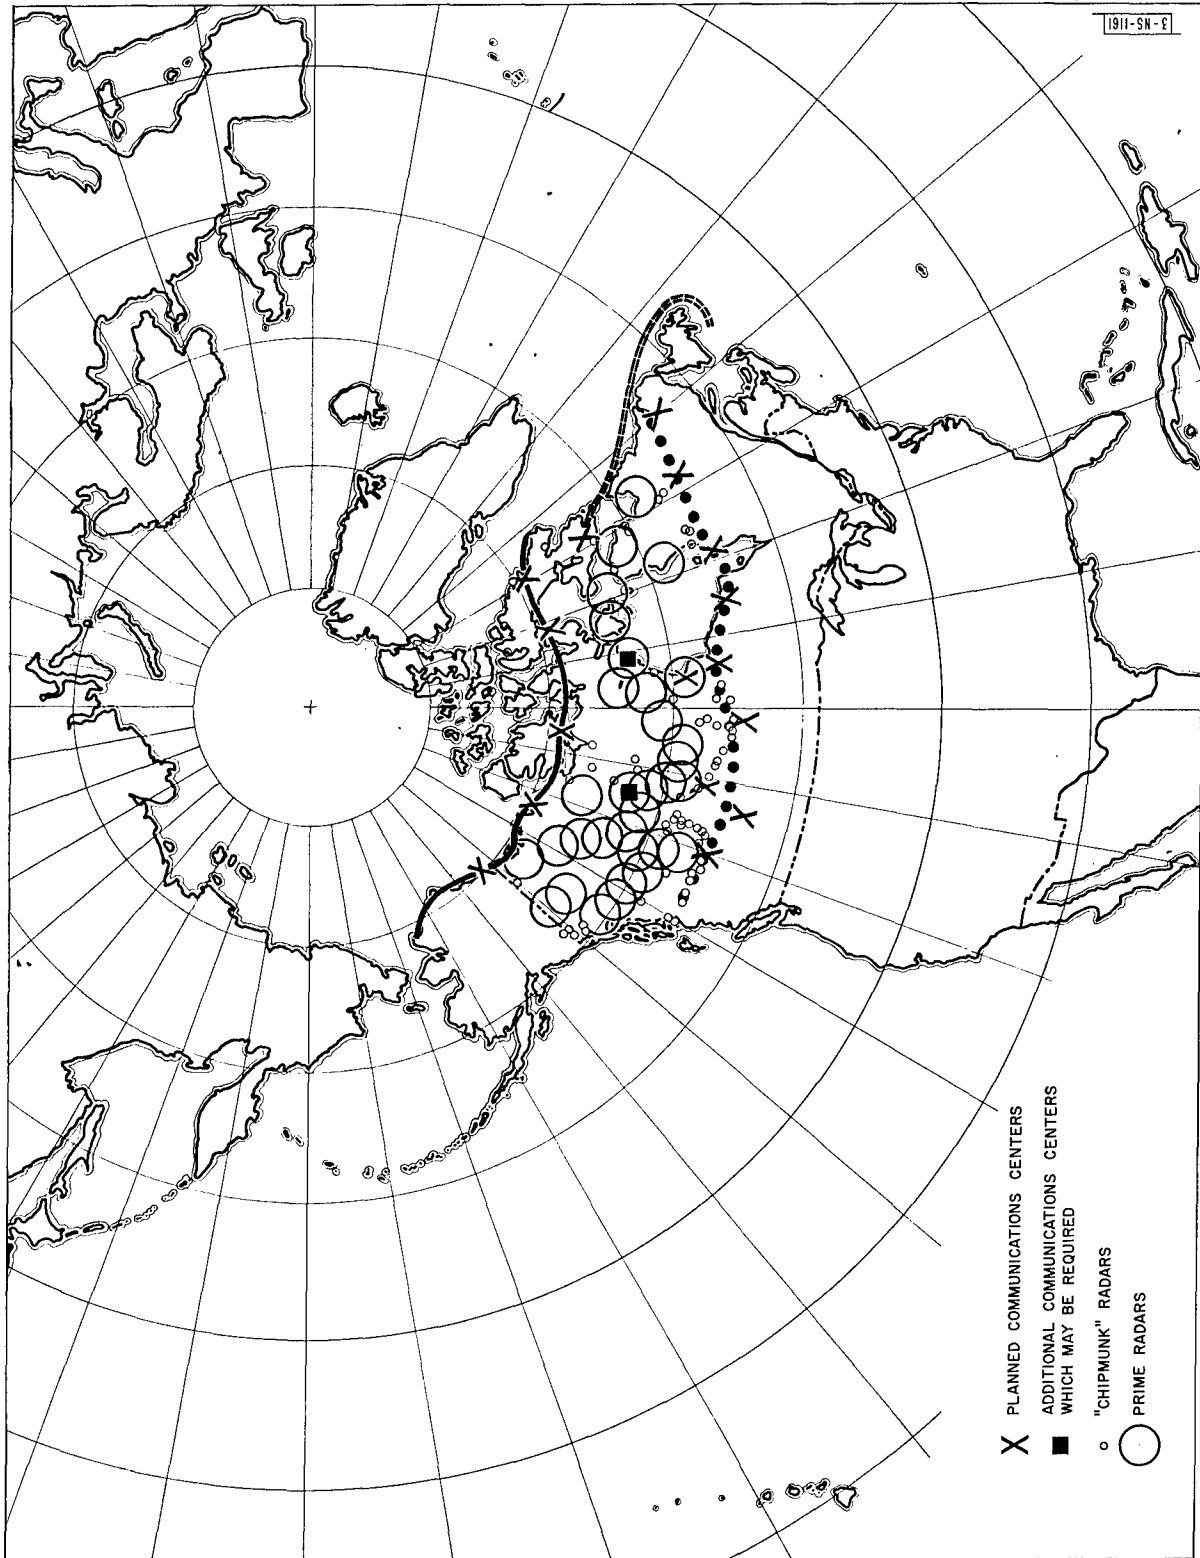 3-NS-1161
PLANNED COMMUNICATIONS CENTERS
ADDITIONAL COMMUNICATIONS CENTERS
WHICH MAY BE REQUIRED
"CHIPMUNK" RADARS
PRIME RADARS